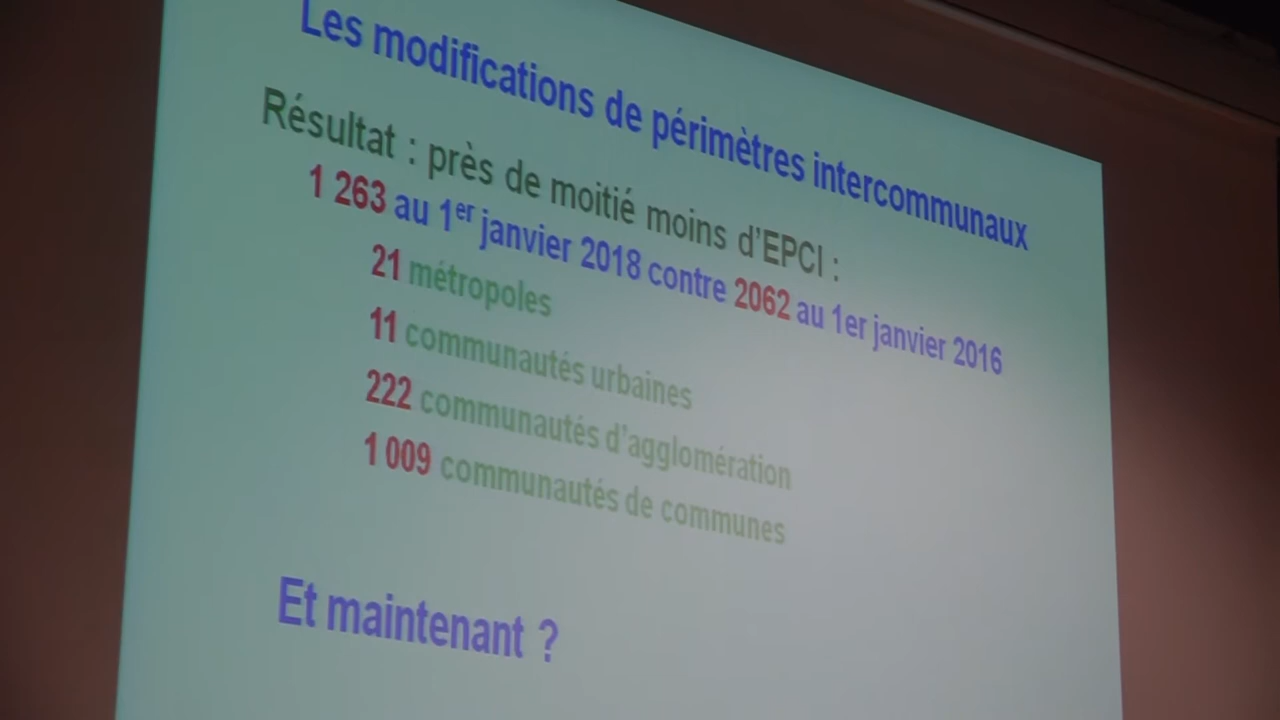 Les modifications de périmètres intercommunaux
Résultat : près de moitié moins d'EPCI :
1 263 au 1er janvier 2018 contre 2062 au 1er janvier 2016
21 métropoles
11 communautés urbaines
222 communautés d'agglomération
1 009 communautés de communes
Et maintenant ?